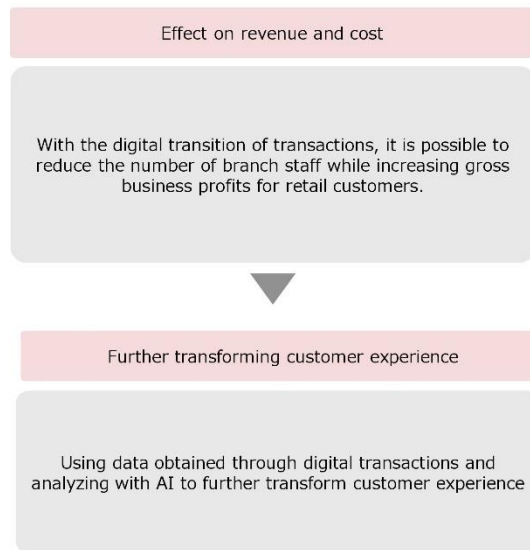 Effect on revenue and cost
With the digital transition of transactions, it is possible to
reduce the number of branch staff while increasing gross
business profits for retail customers.
Further transforming customer experience
Using data obtained through digital transactions and
analyzing with AI to further transform customer experience